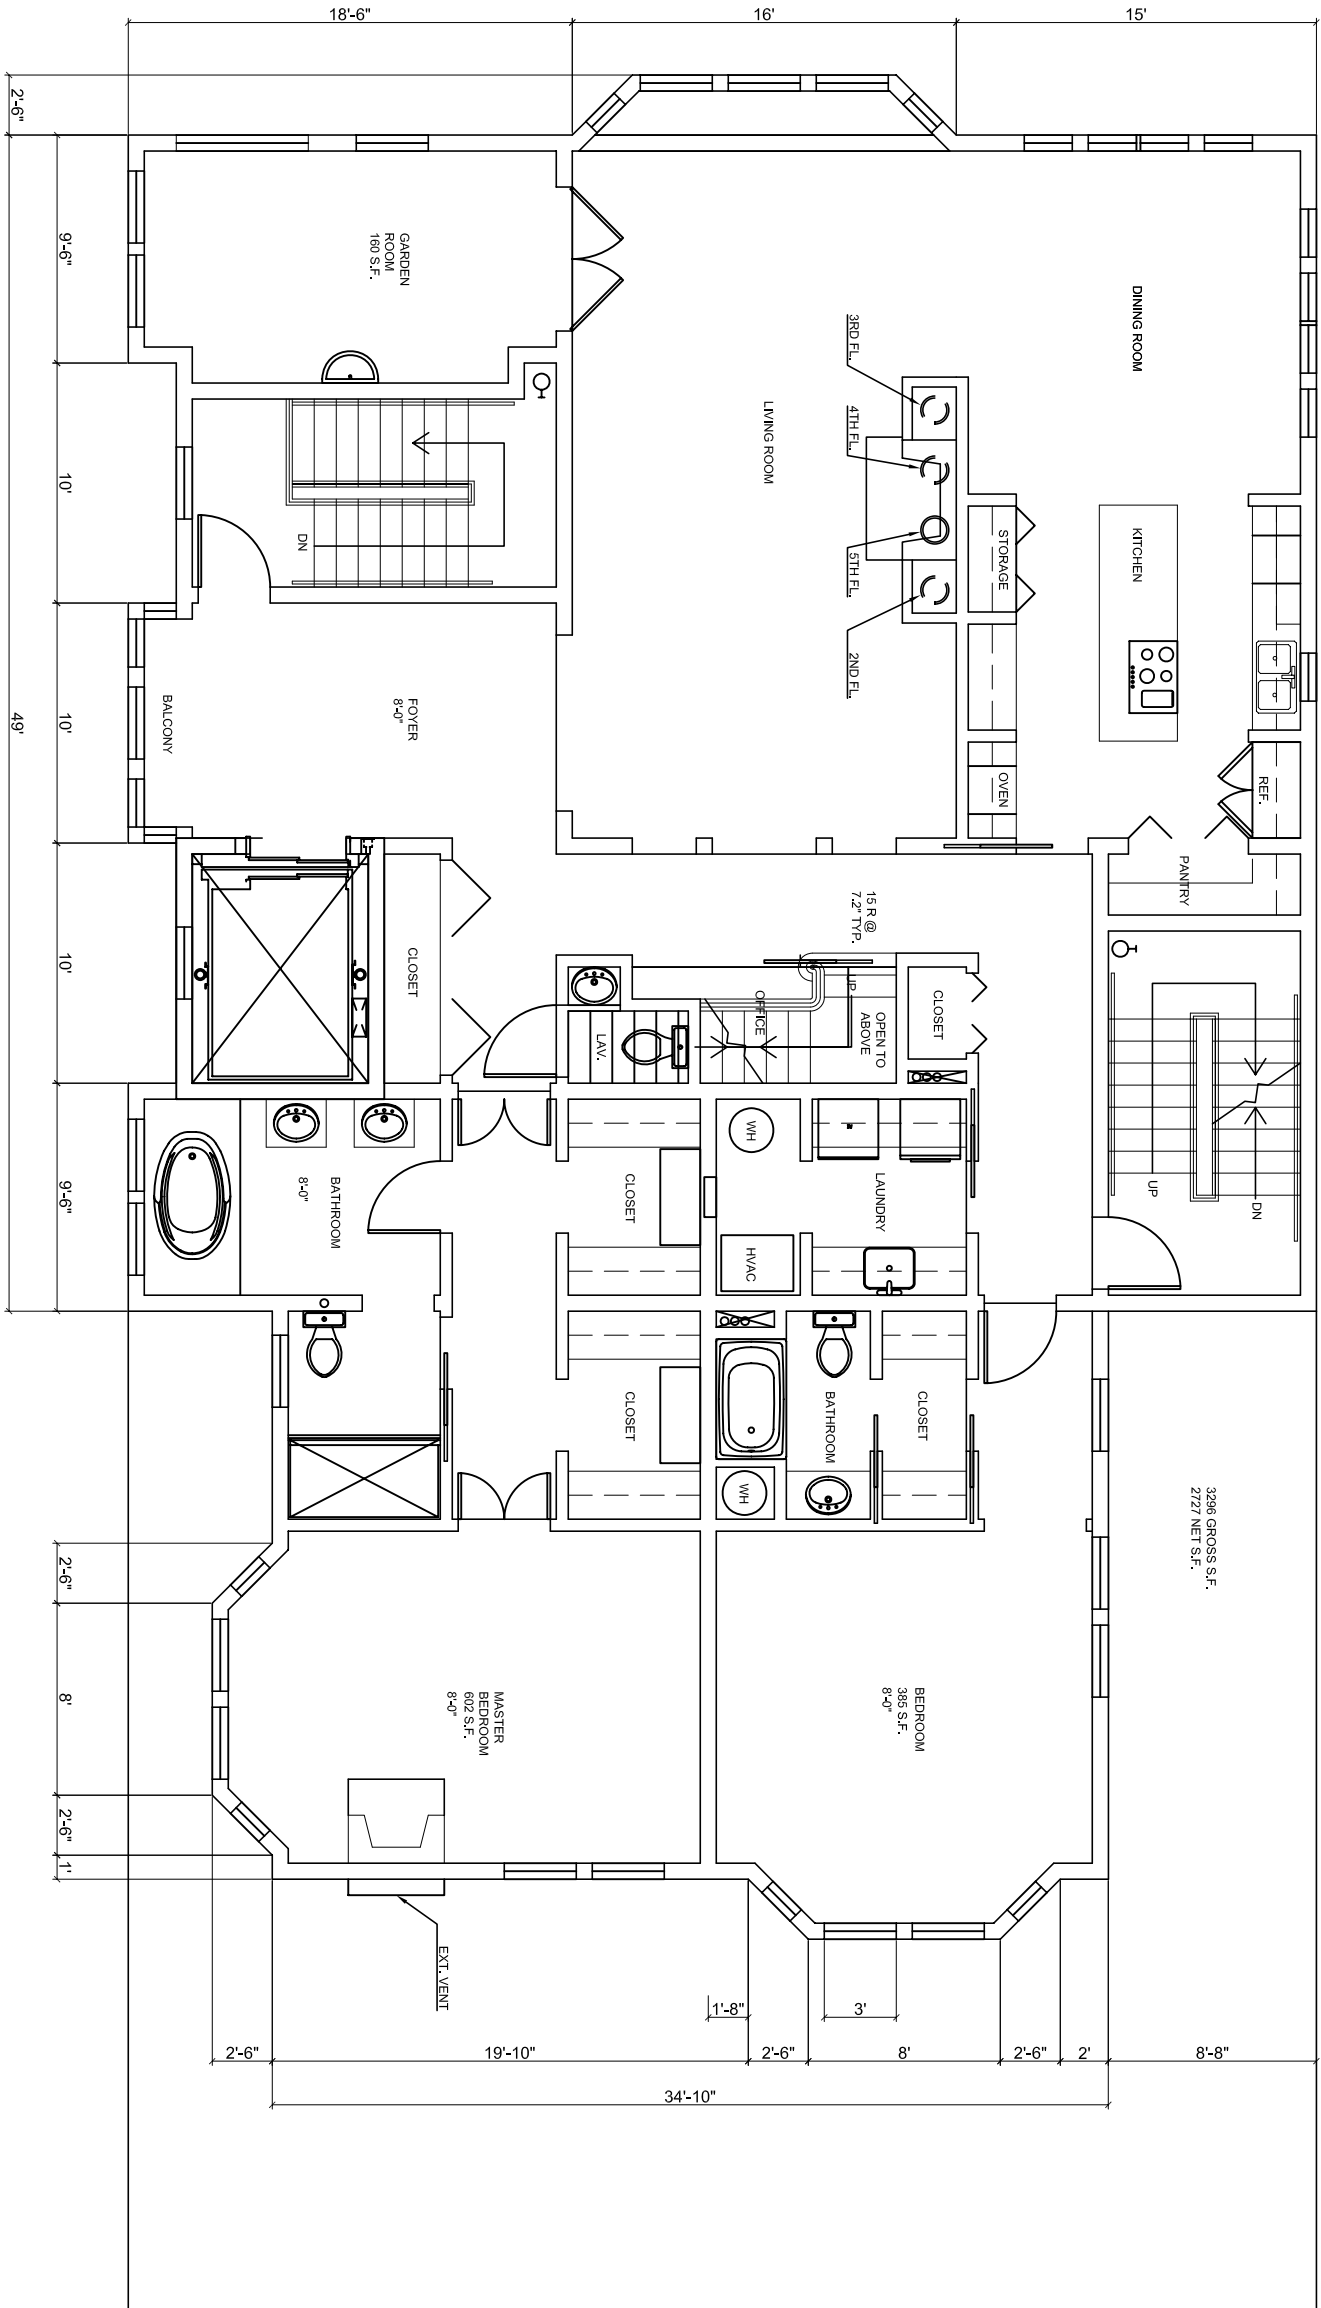 18'-6"
16'
15'
2'-6"
9'-6"
10'
10'
10'
9'-6"
49'
2'-6"
8'
2'-6"
1'
GARDEN
ROOM
160 S.F.
DINING ROOM
LIVING ROOM
3RD FL.
4TH FL.
5TH FL.
2ND FL.
STORAGE
KITCHEN
OVEN
REF.
PANTRY
DN
FOYER
8'-0"
BALCONY
CLOSET
15 R @
7.2" TYP.
UP
OFFICE
OPEN TO
ABOVE
LAV.
CLOSET
UP
DN
WH
LAUNDRY
HVAC
CLOSET
BATHROOM
8'-0"
CLOSET
BATHROOM
CLOSET
WH
3296 GROSS S.F.
2727 NET S.F.
MASTER
BEDROOM
602 S.F.
8'-0"
BEDROOM
385 S.F.
8'-0"
EXT. VENT
1'-8"
3'
2'-6"
19'-10"
2'-6"
8'
2'-6"
2'
8'-8"
34'-10"